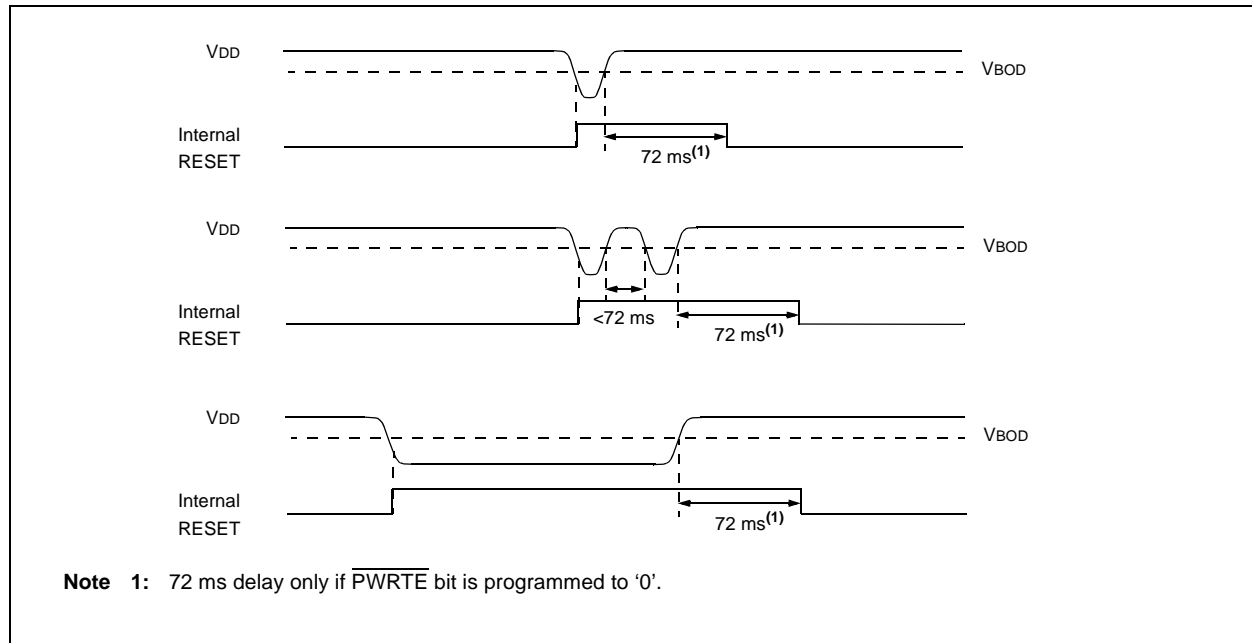 VDD
VBOD
Internal
RESET
72 ms(1)
VDD
VBOD
Internal
RESET
<72 ms
72 ms(1)
VDD
VBOD
Internal
RESET
72 ms(1)
Note 1: 72 ms delay only if PWRTE bit is programmed to ‘0’.